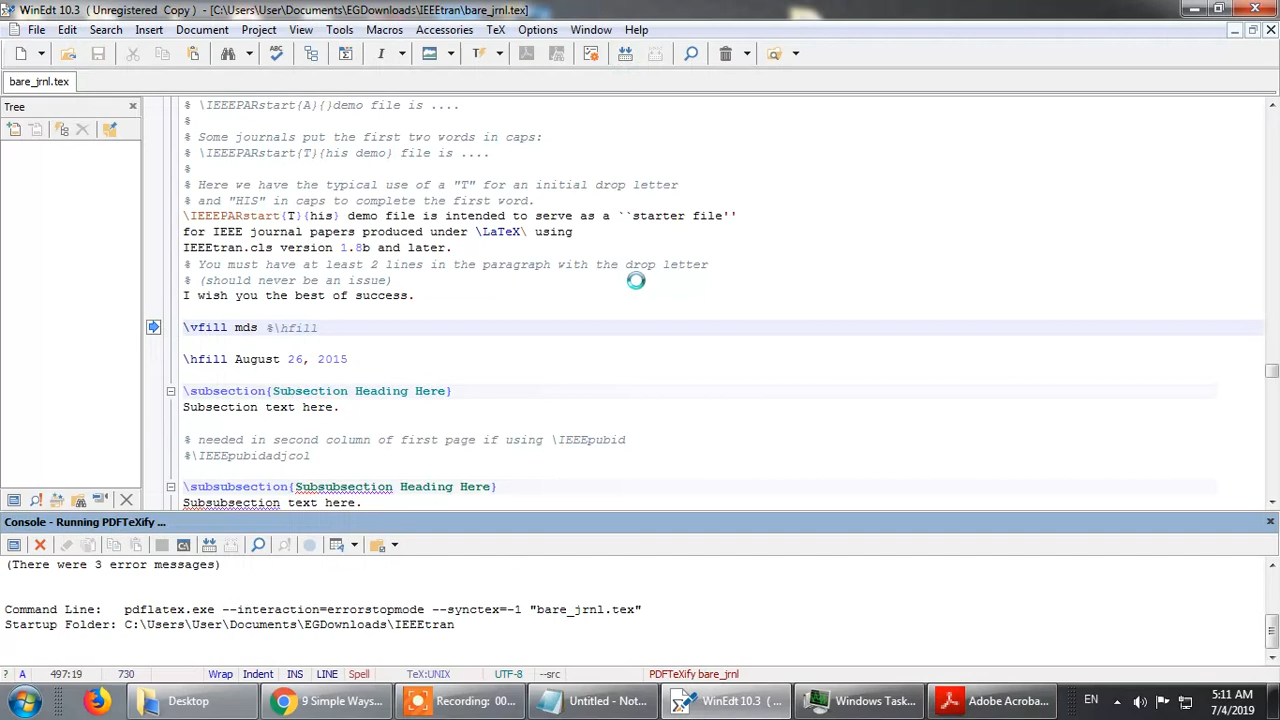 WinEdt 10.3 (Unregistered Copy) - [C:\Users\User\Documents\EGDownloads\IEEEtran\bare_jrnl.tex]
File Edit Search Insert Document Project View Tools Macros Accessories TeX Options Window Help
bare_jrnl.tex
Tree
% \IEEEPARstart{A}{}demo file is ....
%
% Some journals put the first two words in caps:
% \IEEEPARstart{T}{his demo} file is ....
%
% Here we have the typical use of a "T" for an initial drop letter
% and "HIS" in caps to complete the first word.
\IEEEPARstart{T}{his} demo file is intended to serve as a ``starter file''
for IEEE journal papers produced under \LaTeX\ using
IEEEtran.cls version 1.8b and later.
% You must have at least 2 lines in the paragraph with the drop letter
% (should never be an issue)
I wish you the best of success.
\vfill mds %\hfill
\hfill August 26, 2015
\subsection{Subsection Heading Here}
Subsection text here.
% needed in second column of first page if using \IEEEpubid
%\IEEEpubidadjcol
\subsubsection{Subsubsection Heading Here}
Subsubsection text here.
Console - Running PDFTeXify ...
(There were 3 error messages)
Command Line:   pdflatex.exe --interaction=errorstopmode --synctex=-1 "bare_jrnl.tex"
Startup Folder: C:\Users\User\Documents\EGDownloads\IEEEtran
? A 497:19 730 Wrap Indent INS LINE Spell TeX:UNIX UTF-8 --src PDFTeXify bare_jrnl
Desktop 9 Simple Ways... Recording: 00... Untitled - Not... WinEdt 10.3 ( ... Windows Task... Adobe Acroba... EN 5:11 AM
7/4/2019